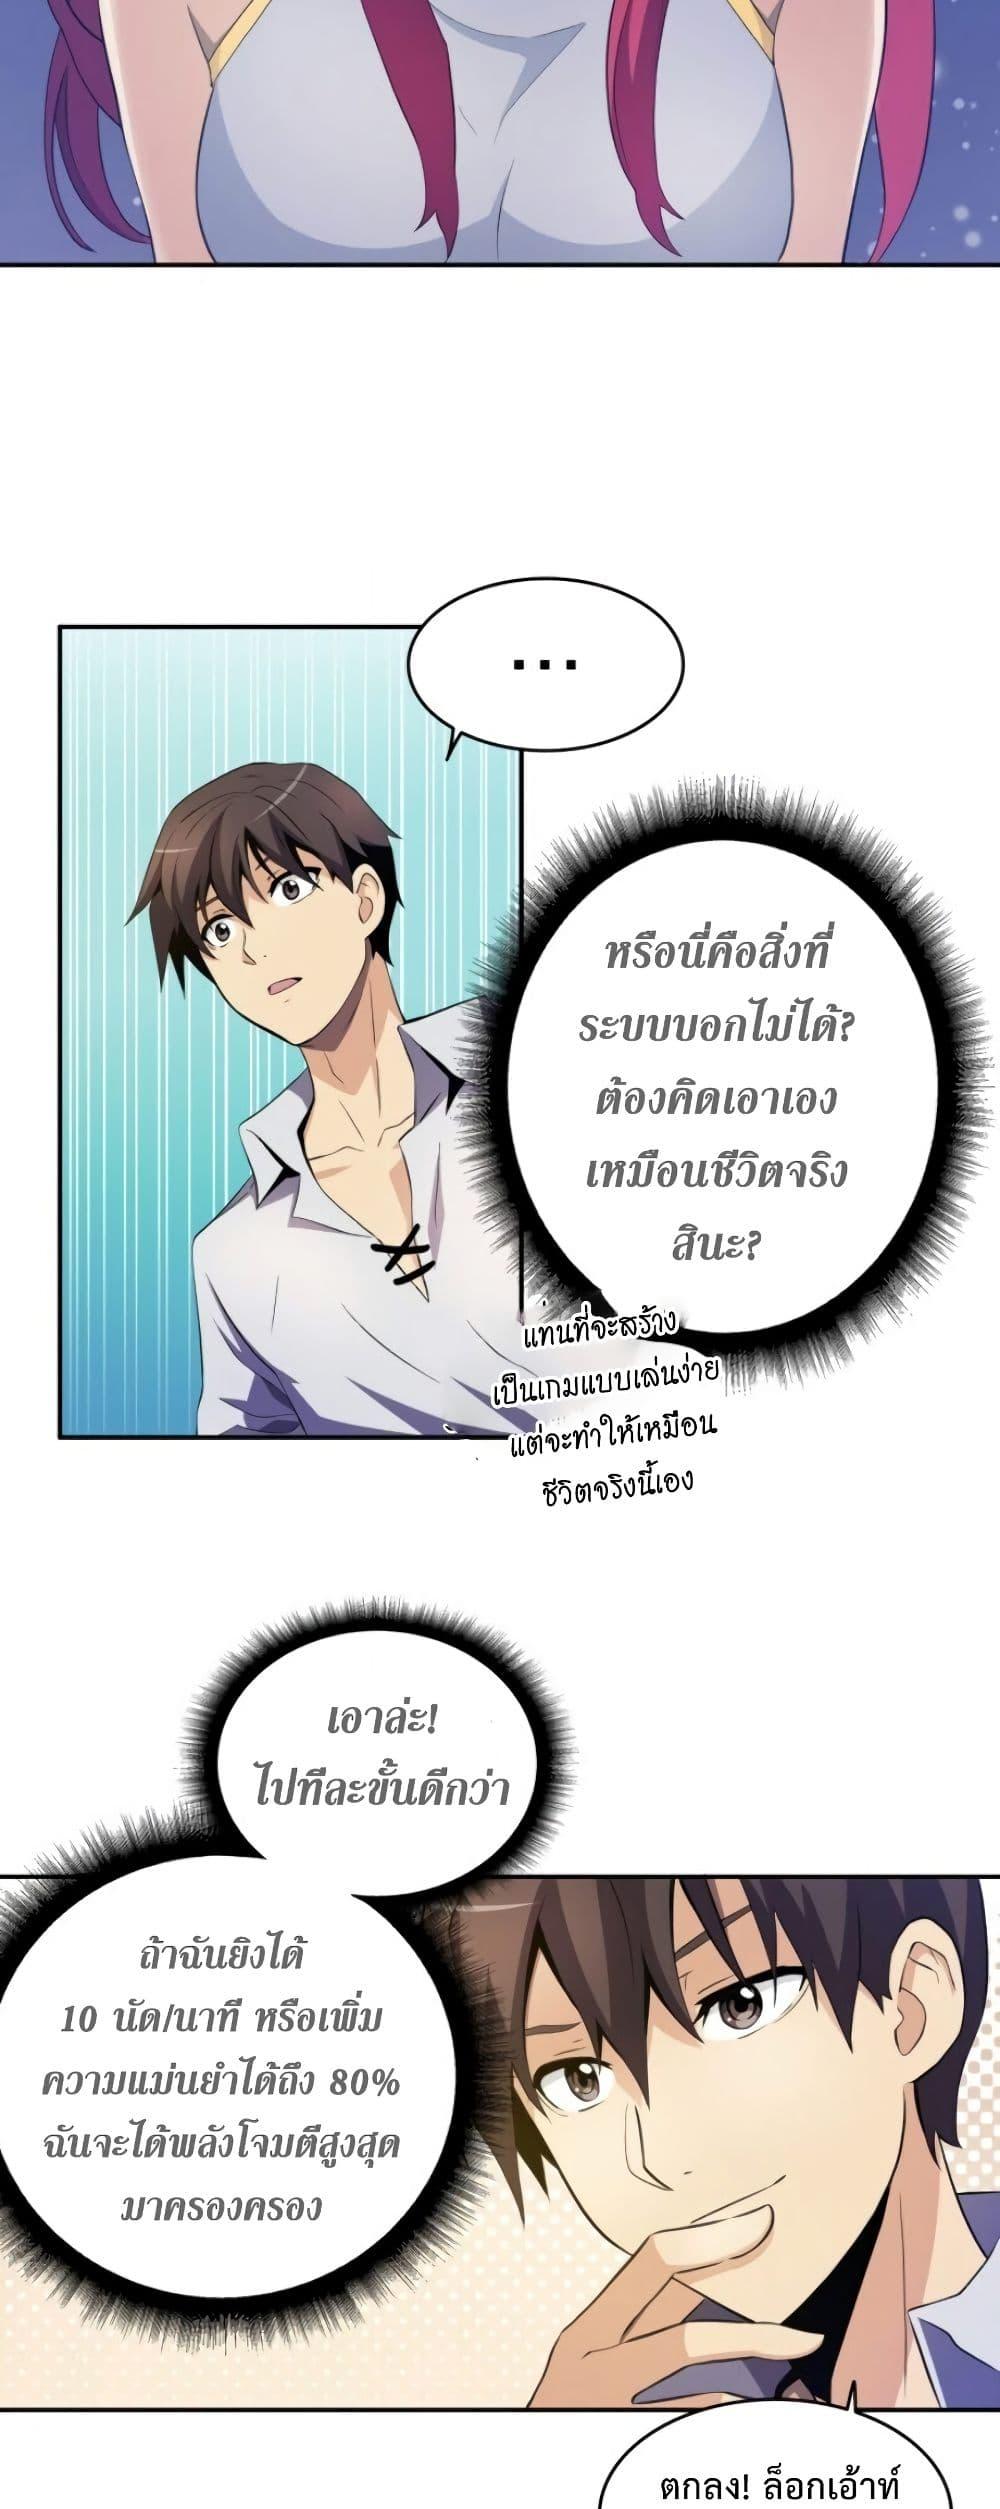 ...
หรือนี่คือสิ่งที่
ระบบบอกไม่ได้?
ต้องคิดเอาเอง
เหมือนชีวิตจริง
สินะ?
แทนที่จะสร้าง
เป็นเกมแบบเล่นง่าย
แต่จะทำให้เหมือน
ชีวิตจริงนี้เอง
เอาล่ะ!
ไปทีละขั้นดีกว่า
ถ้าฉันยิงได้
10 นัด/นาที หรือเพิ่ม
ความแม่นยำได้ถึง 80%
ฉันจะได้พลังโจมตีสูงสุด
มาครองครอง
ตกลง! ล็อกเอ้าท์